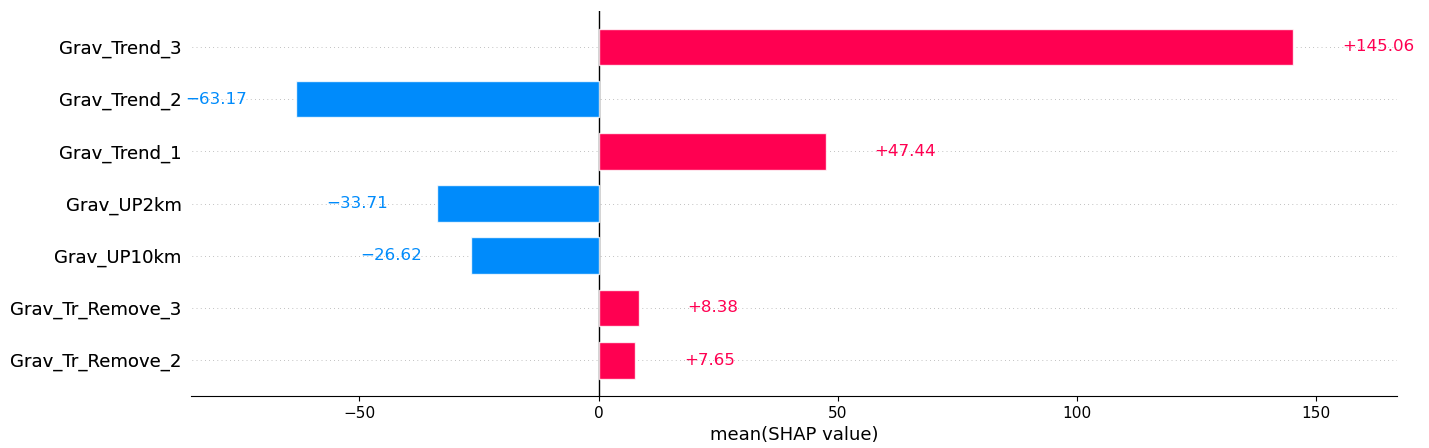 Grav_Trend_3 +145.06
Grav_Trend_2 −63.17
Grav_Trend_1 +47.44
Grav_UP2km −33.71
Grav_UP10km −26.62
Grav_Tr_Remove_3 +8.38
Grav_Tr_Remove_2 +7.65
−50 0 50 100 150
mean(SHAP value)